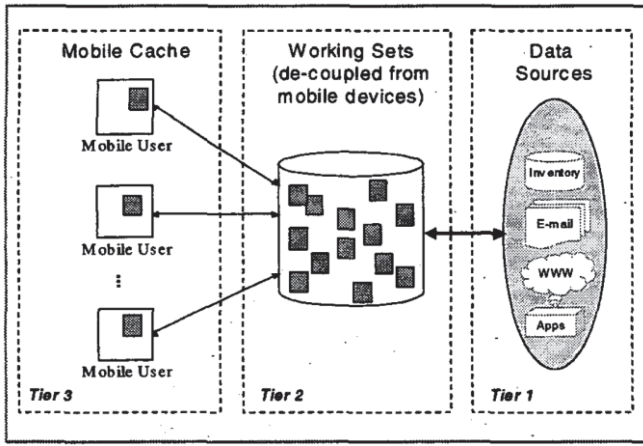 Mobile Cache
Mobile User
Mobile User
⋮
Mobile User
Tier 3
Working Sets
(de-coupled from
mobile devices)
Tier 2
Data
Sources
Inventory
E-mail
WWW
Apps
Tier 1